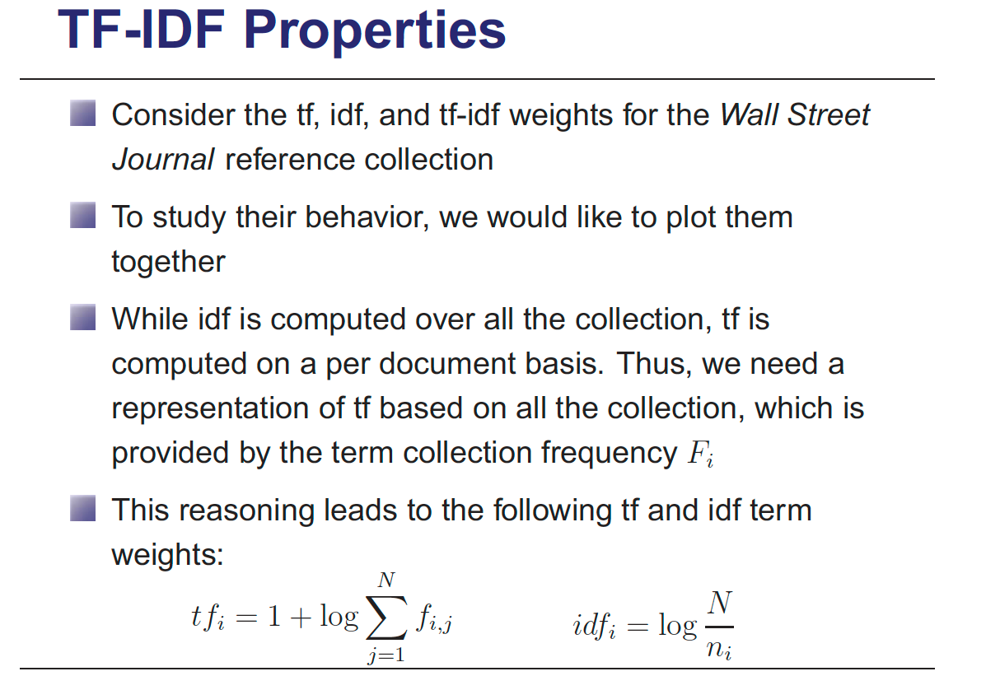 TF-IDF Properties
Consider the tf, idf, and tf-idf weights for the Wall Street
Journal reference collection
To study their behavior, we would like to plot them
together
While idf is computed over all the collection, tf is
computed on a per document basis. Thus, we need a
representation of tf based on all the collection, which is
provided by the term collection frequency F_i
This reasoning leads to the following tf and idf term
weights:
tf_i = 1 + log ∑_{j=1}^{N} f_{i,j}    idf_i = log N/n_i